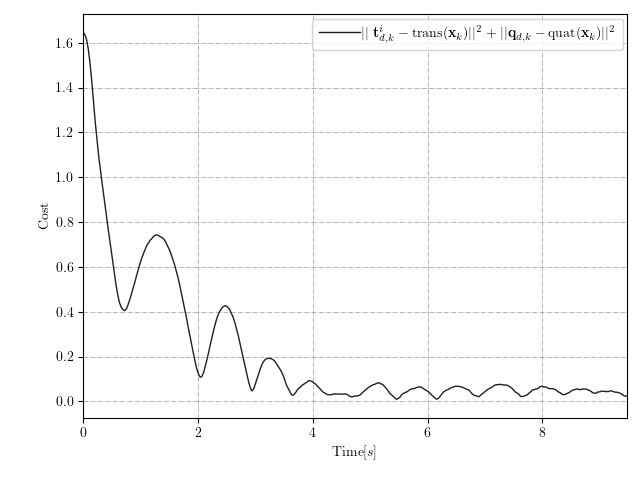 || t^i_{d,k} − trans(x_k)||^2 + ||q_{d,k} − quat(x_k)||^2
1.6
1.4
1.2
1.0
0.8
0.6
0.4
0.2
0.0
Cost
0 2 4 6 8
Time[s]